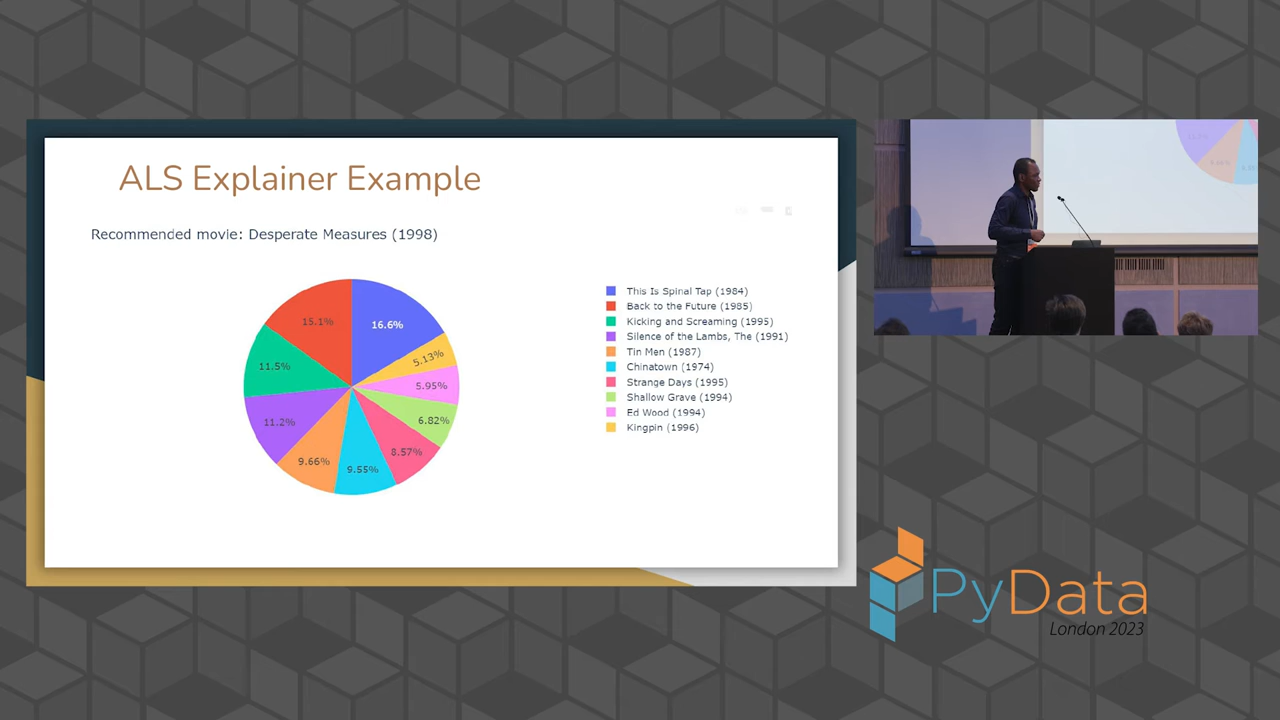 ALS Explainer Example
Recommended movie: Desperate Measures (1998)
16.6%
5.13%
5.95%
6.82%
8.57%
9.55%
9.66%
11.2%
11.5%
15.1%
This Is Spinal Tap (1984)
Back to the Future (1985)
Kicking and Screaming (1995)
Silence of the Lambs, The (1991)
Tin Men (1987)
Chinatown (1974)
Strange Days (1995)
Shallow Grave (1994)
Ed Wood (1994)
Kingpin (1996)
PyData
London 2023